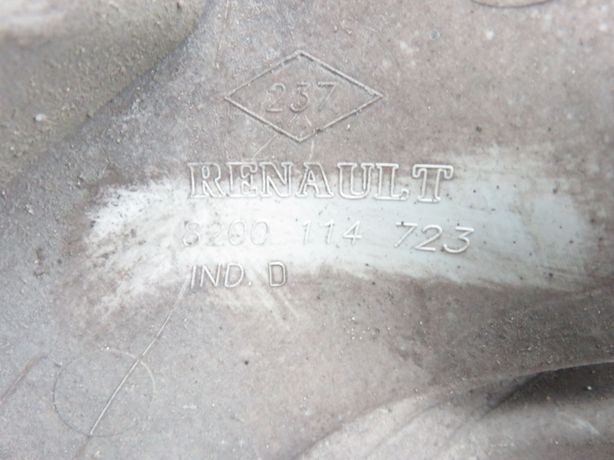 237
RENAULT
8200 114 723
IND. D